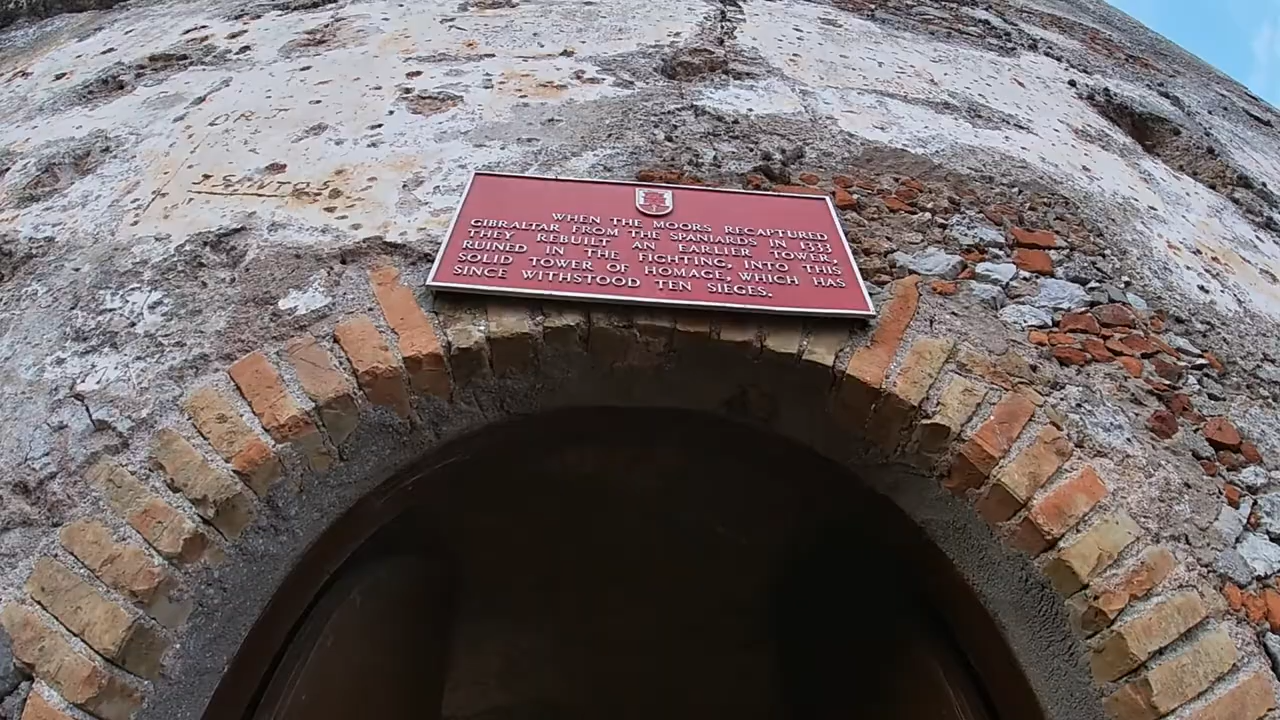 WHEN THE MOORS RECAPTURED
GIBRALTAR FROM THE SPANIARDS IN 1333
THEY REBUILT AN EARLIER TOWER,
RUINED IN THE FIGHTING, INTO THIS
SOLID TOWER OF HOMAGE, WHICH HAS
SINCE WITHSTOOD TEN SIEGES.